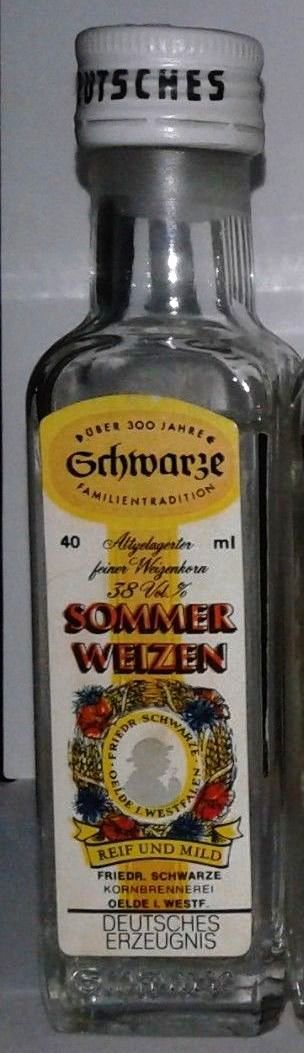 UTSCHES
ÜBER 300 JAHRE
Schwarze
FAMILIENTRADITION
40 ml
Altgelagerter
feiner Weizenkorn
38 Vol. %
SOMMER
WEIZEN
FRIEDR. SCHWARZE
OELDE I. WESTFALEN
REIF UND MILD
FRIEDR. SCHWARZE
KORNBRENNEREI
OELDE I. WESTF.
DEUTSCHES
ERZEUGNIS